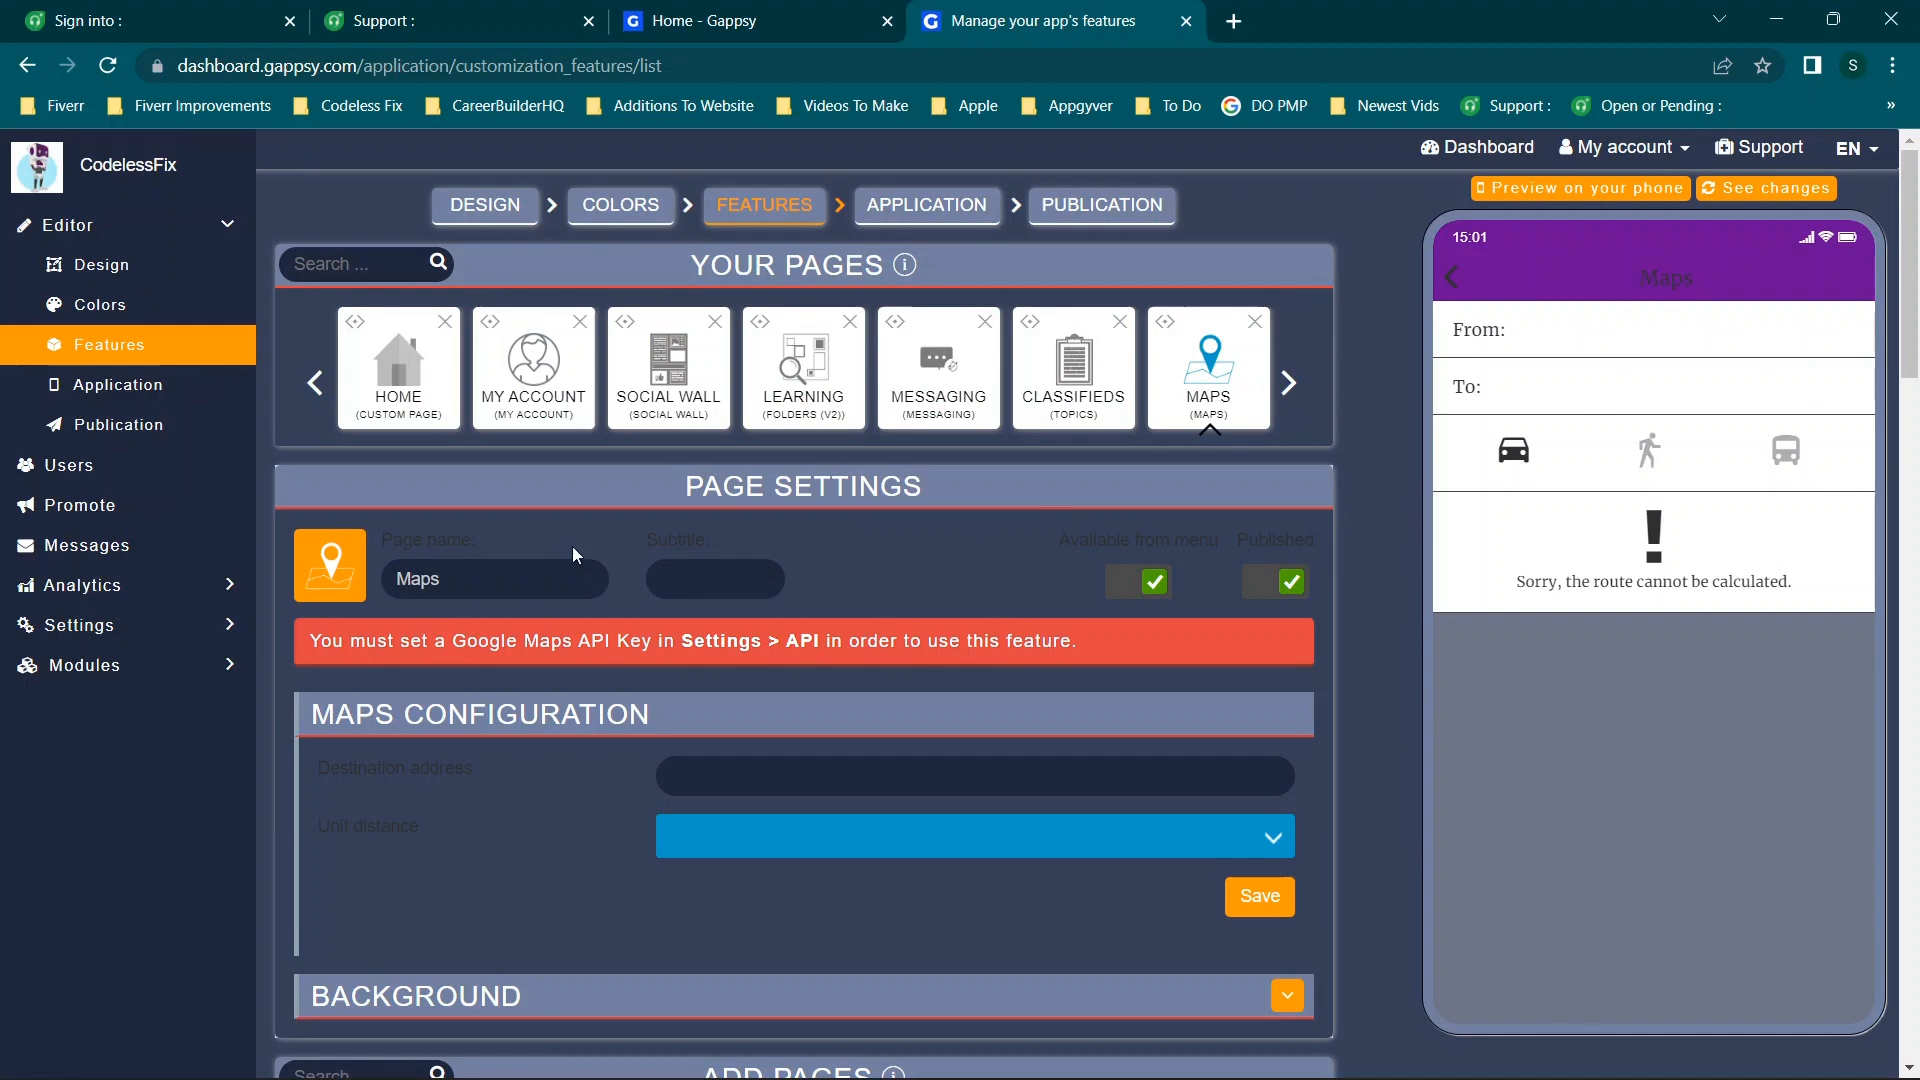 Sign into :
Support :
Home - Gappsy
Manage your app's features
dashboard.gappsy.com/application/customization_features/list
S
Fiverr
Fiverr Improvements
Codeless Fix
CareerBuilderHQ
Additions To Website
Videos To Make
Apple
Appgyver
To Do
DO PMP
Newest Vids
Support :
Open or Pending :
»
CodelessFix
Dashboard
My account
Support
EN
Editor
Design
Colors
Features
Application
Publication
Users
Promote
Messages
Analytics
Settings
Modules
DESIGN
COLORS
FEATURES
APPLICATION
PUBLICATION
Preview on your phone
See changes
Search ...
YOUR PAGES
HOME
(CUSTOM PAGE)
MY ACCOUNT
(MY ACCOUNT)
SOCIAL WALL
(SOCIAL WALL)
LEARNING
(FOLDERS (V2))
MESSAGING
(MESSAGING)
CLASSIFIEDS
(TOPICS)
MAPS
(MAPS)
PAGE SETTINGS
Page name:
Subtitle:
Available from menu
Published
Maps
You must set a Google Maps API Key in Settings > API in order to use this feature.
MAPS CONFIGURATION
Destination address
Unit distance
Save
BACKGROUND
Search
ADD PAGES
15:01
Maps
From:
To:
Sorry, the route cannot be calculated.